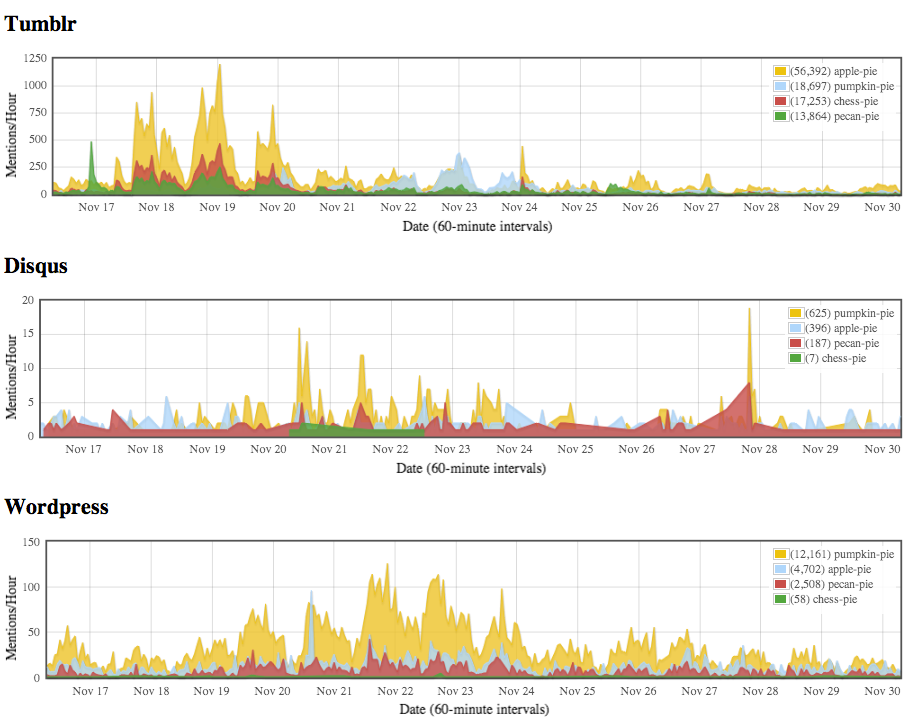 Tumblr
1250
1000
750
500
250
0
Mentions/Hour
(56,392) apple-pie
(18,697) pumpkin-pie
(17,253) chess-pie
(13,864) pecan-pie
Nov 17 Nov 18 Nov 19 Nov 20 Nov 21 Nov 22 Nov 23 Nov 24 Nov 25 Nov 26 Nov 27 Nov 28 Nov 29 Nov 30
Date (60-minute intervals)
Disqus
20
15
10
5
0
Mentions/Hour
(625) pumpkin-pie
(396) apple-pie
(187) pecan-pie
(7) chess-pie
Nov 17 Nov 18 Nov 19 Nov 20 Nov 21 Nov 22 Nov 23 Nov 24 Nov 25 Nov 26 Nov 27 Nov 28 Nov 29 Nov 30
Date (60-minute intervals)
Wordpress
150
100
50
0
Mentions/Hour
(12,161) pumpkin-pie
(4,702) apple-pie
(2,508) pecan-pie
(58) chess-pie
Nov 17 Nov 18 Nov 19 Nov 20 Nov 21 Nov 22 Nov 23 Nov 24 Nov 25 Nov 26 Nov 27 Nov 28 Nov 29 Nov 30
Date (60-minute intervals)